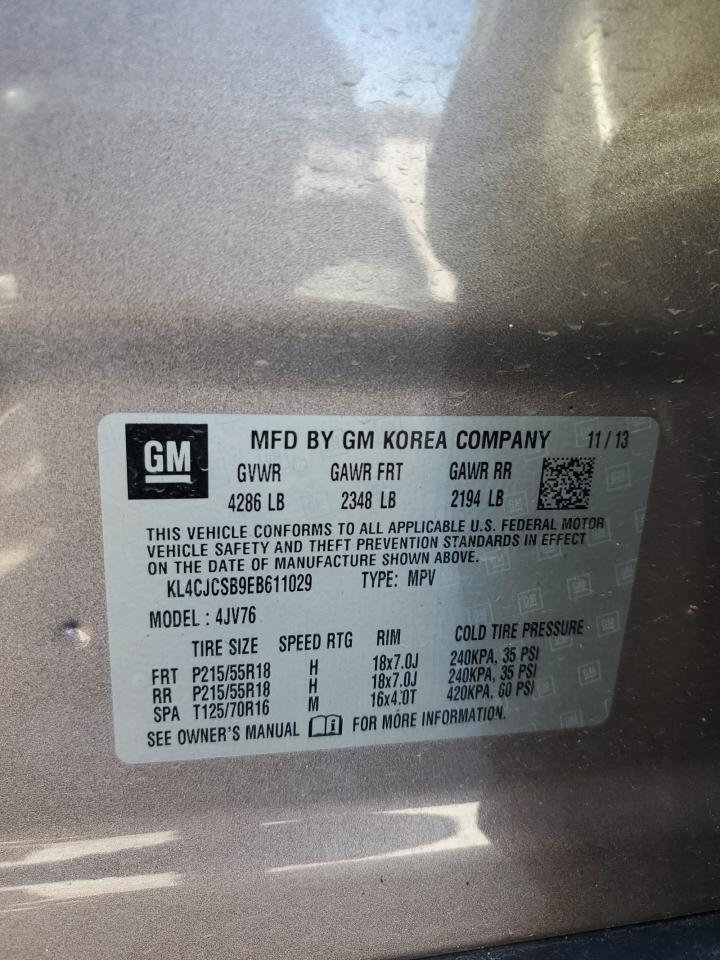 GM MFD BY GM KOREA COMPANY 11/13
GVWR GAWR FRT GAWR RR
4286 LB 2348 LB 2194 LB
THIS VEHICLE CONFORMS TO ALL APPLICABLE U.S. FEDERAL MOTOR
VEHICLE SAFETY AND THEFT PREVENTION STANDARDS IN EFFECT
ON THE DATE OF MANUFACTURE SHOWN ABOVE.
KL4CJCSB9EB611029 TYPE: MPV
MODEL : 4JV76
TIRE SIZE SPEED RTG RIM COLD TIRE PRESSURE
FRT P215/55R18 H 18x7.0J 240KPA, 35 PSI
RR P215/55R18 H 18x7.0J 240KPA, 35 PSI
SPA T125/70R16 M 16x4.0T 420KPA, 60 PSI
SEE OWNER'S MANUAL FOR MORE INFORMATION.